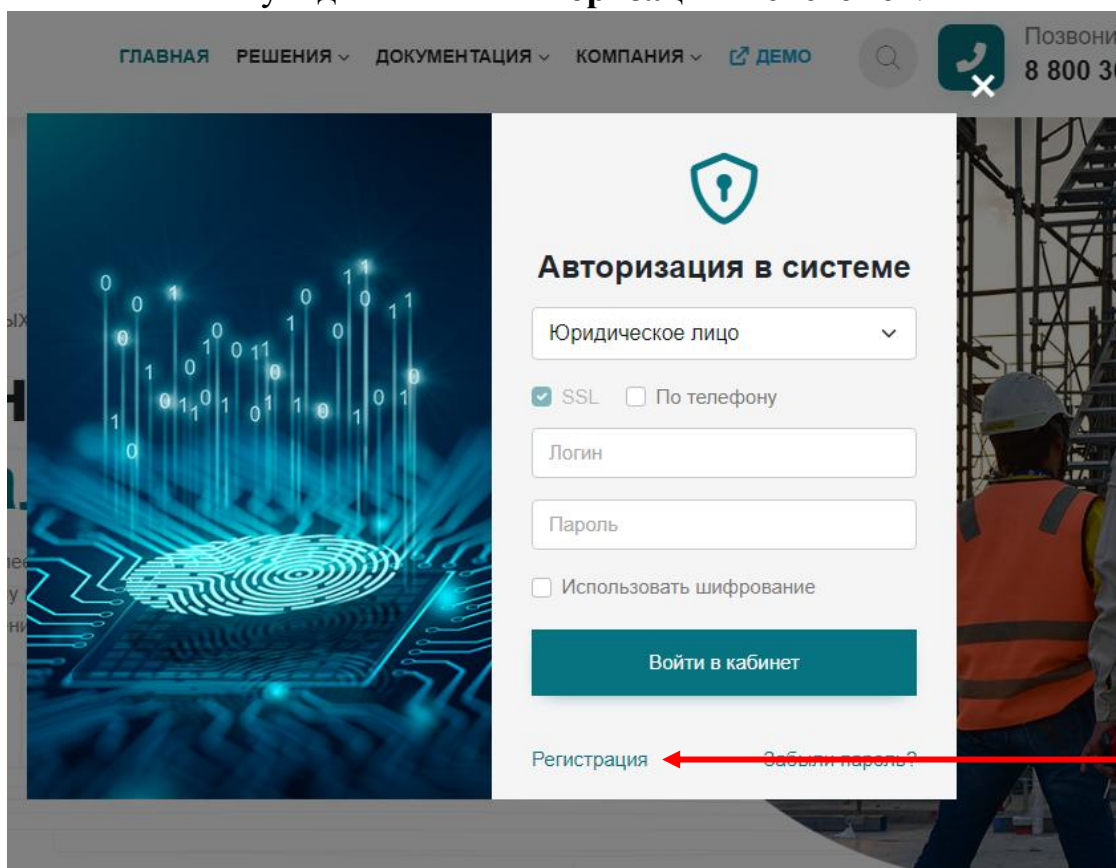 ГЛАВНАЯ РЕШЕНИЯ ДОКУМЕНТАЦИЯ КОМПАНИЯ ДЕМО
8 800
Авторизация в системе
Юридическое лицо
SSL По телефону
Логин
Пароль
Использовать шифрование
Войти в кабинет
Регистрация Забыли пароль?